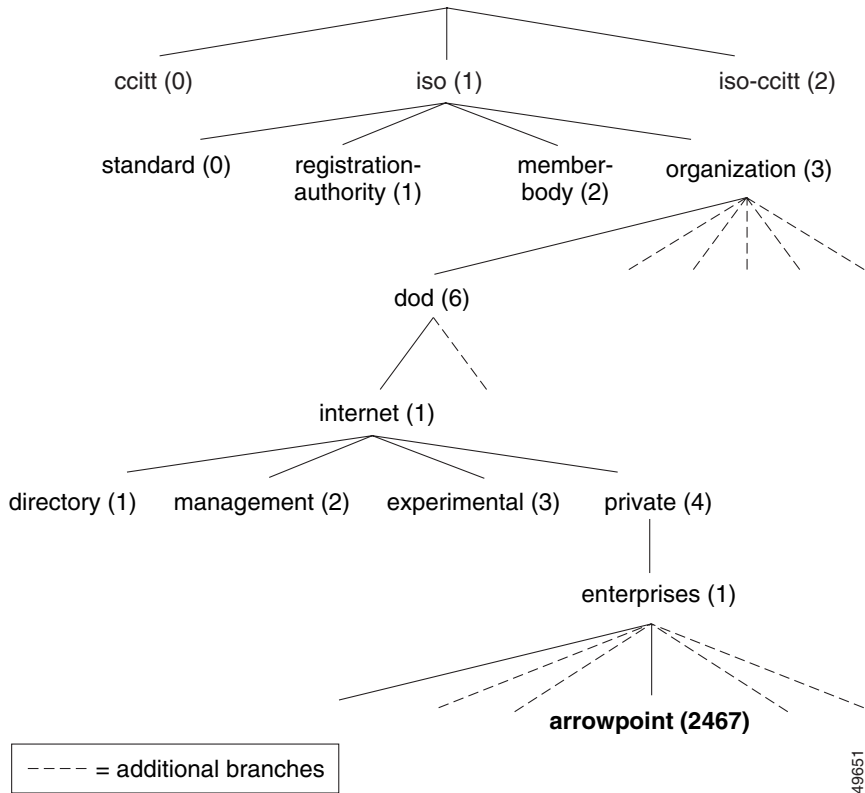 ccitt (0)
iso (1)
iso-ccitt (2)
standard (0)
registration-
authority (1)
member-
body (2)
organization (3)
dod (6)
internet (1)
directory (1)
management (2)
experimental (3)
private (4)
enterprises (1)
arrowpoint (2467)
= additional branches
49651